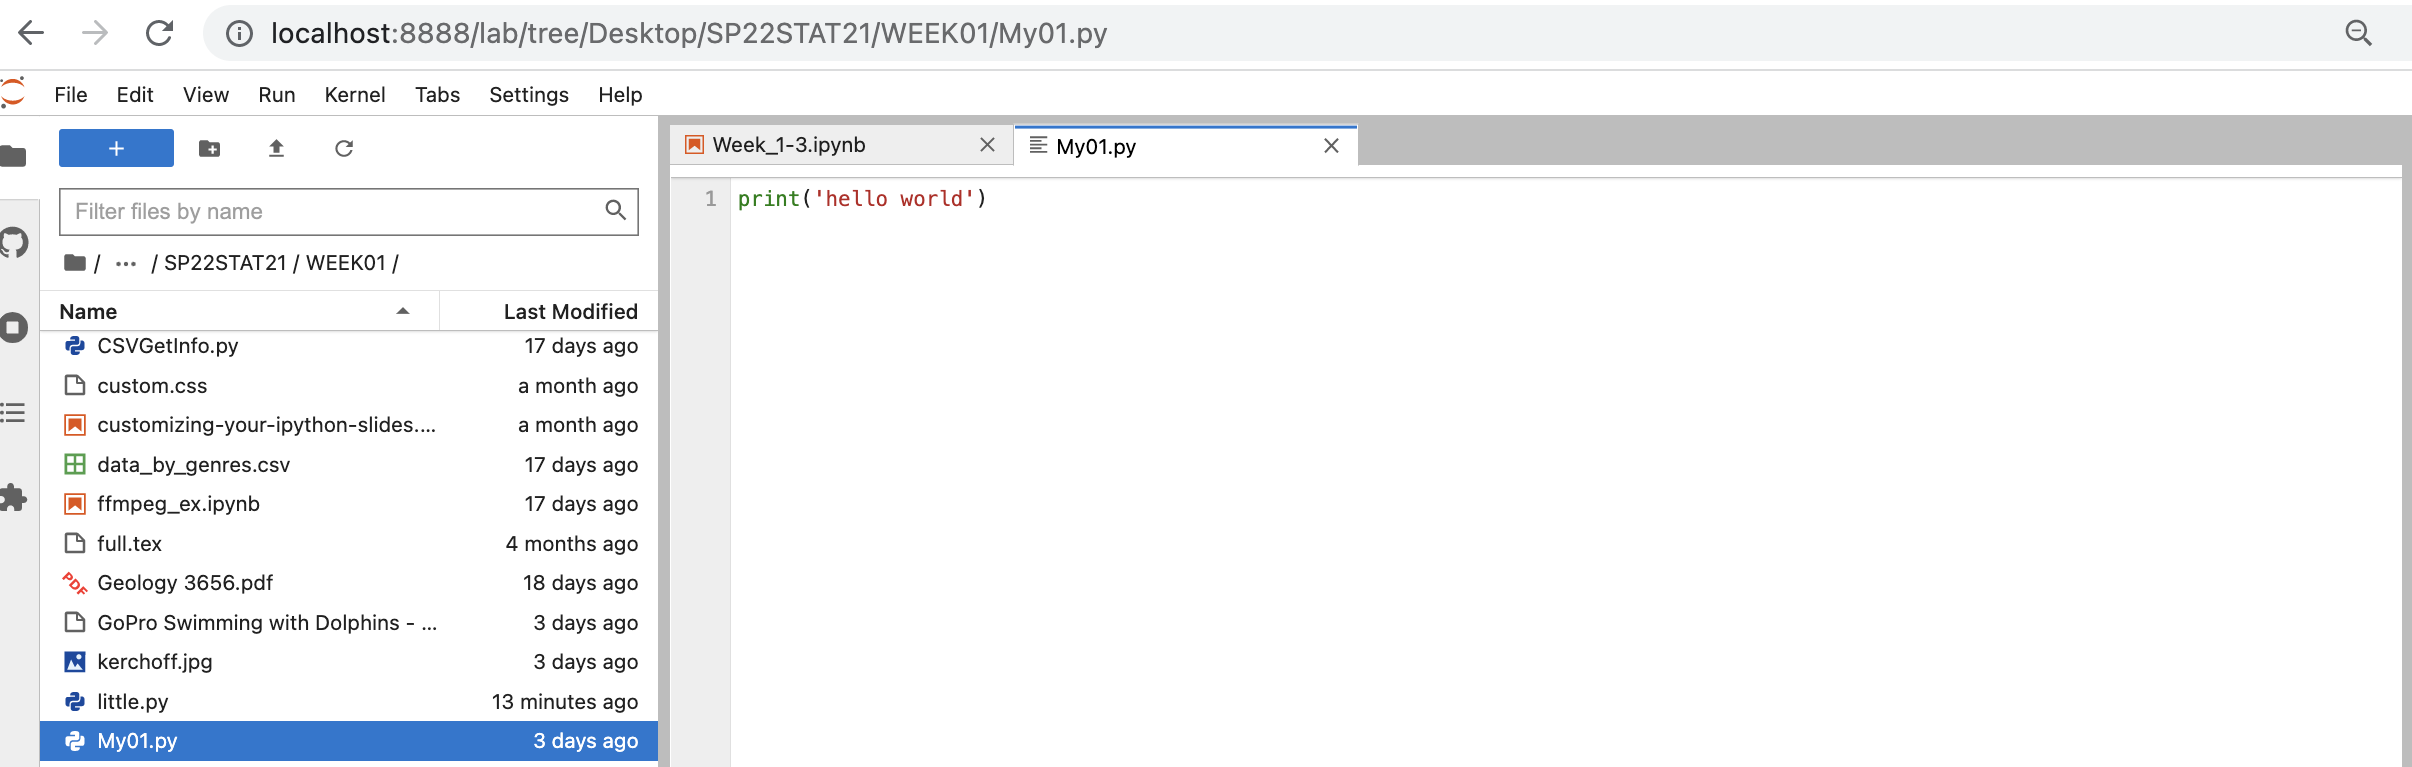 localhost:8888/lab/tree/Desktop/SP22STAT21/WEEK01/My01.py
File Edit View Run Kernel Tabs Settings Help
+
Week_1-3.ipynb
My01.py
Filter files by name
/ ... / SP22STAT21 / WEEK01 /
Name Last Modified
CSVGetInfo.py 17 days ago
custom.css a month ago
customizing-your-ipython-slides.... a month ago
data_by_genres.csv 17 days ago
ffmpeg_ex.ipynb 17 days ago
full.tex 4 months ago
PDF Geology 3656.pdf 18 days ago
GoPro Swimming with Dolphins - ... 3 days ago
kerchoff.jpg 3 days ago
little.py 13 minutes ago
My01.py 3 days ago
1 print('hello world')